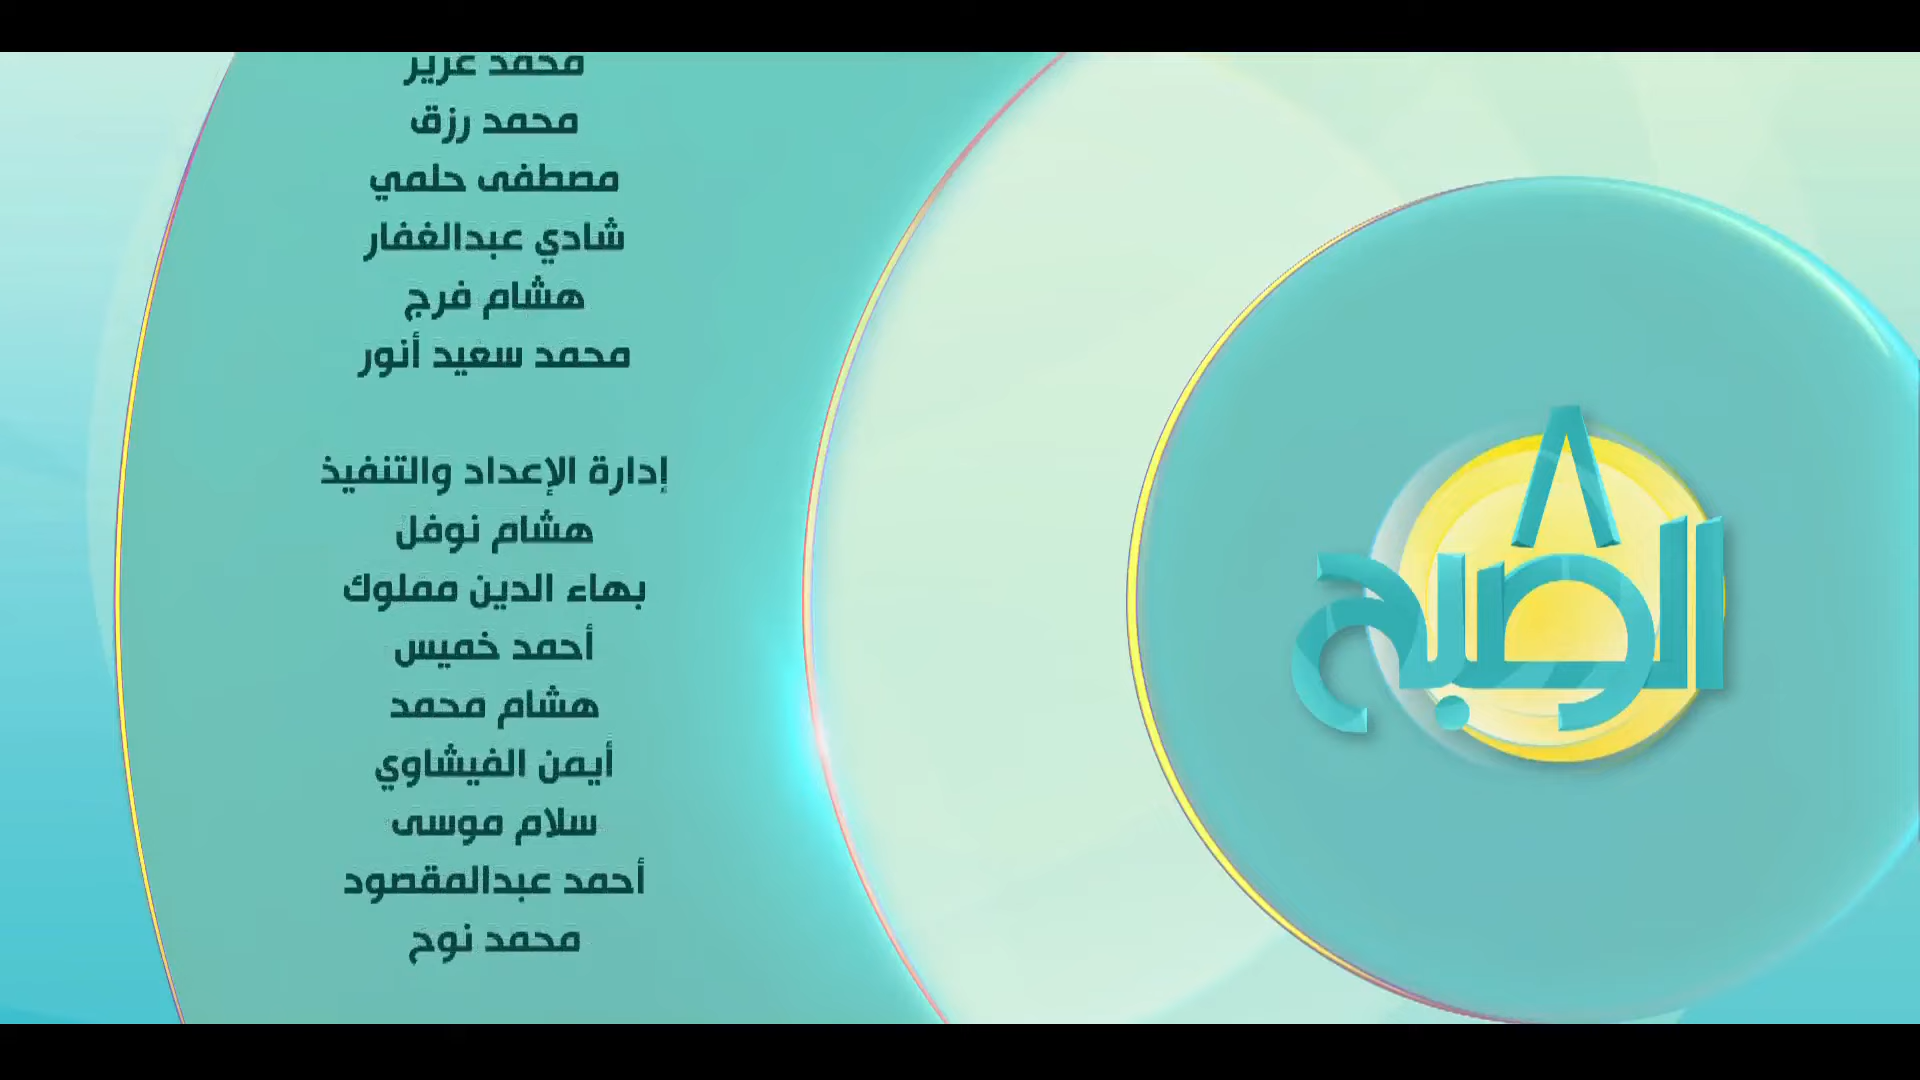 محمد
محمد رزق
مصطفى حلمي
شادي عبدالغفار
هشام فرج
محمد سعيد أنور
إدارة الإعداد والتنفيذ
هشام نوفل
بهاء الدين مملوك
أحمد خميس
هشام محمد
أيمن الفيشاوي
سلام موسى
أحمد عبدالمقصود
محمد نوح
٨
الصبح